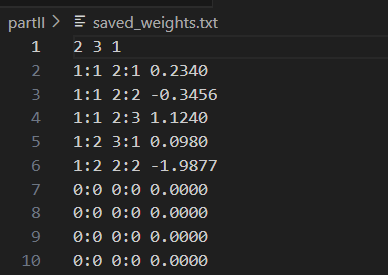 partII > saved_weights.txt
1 2 3 1
2 1:1 2:1 0.2340
3 1:1 2:2 -0.3456
4 1:1 2:3 1.1240
5 1:2 3:1 0.0980
6 1:2 2:2 -1.9877
7 0:0 0:0 0.0000
8 0:0 0:0 0.0000
9 0:0 0:0 0.0000
10 0:0 0:0 0.0000